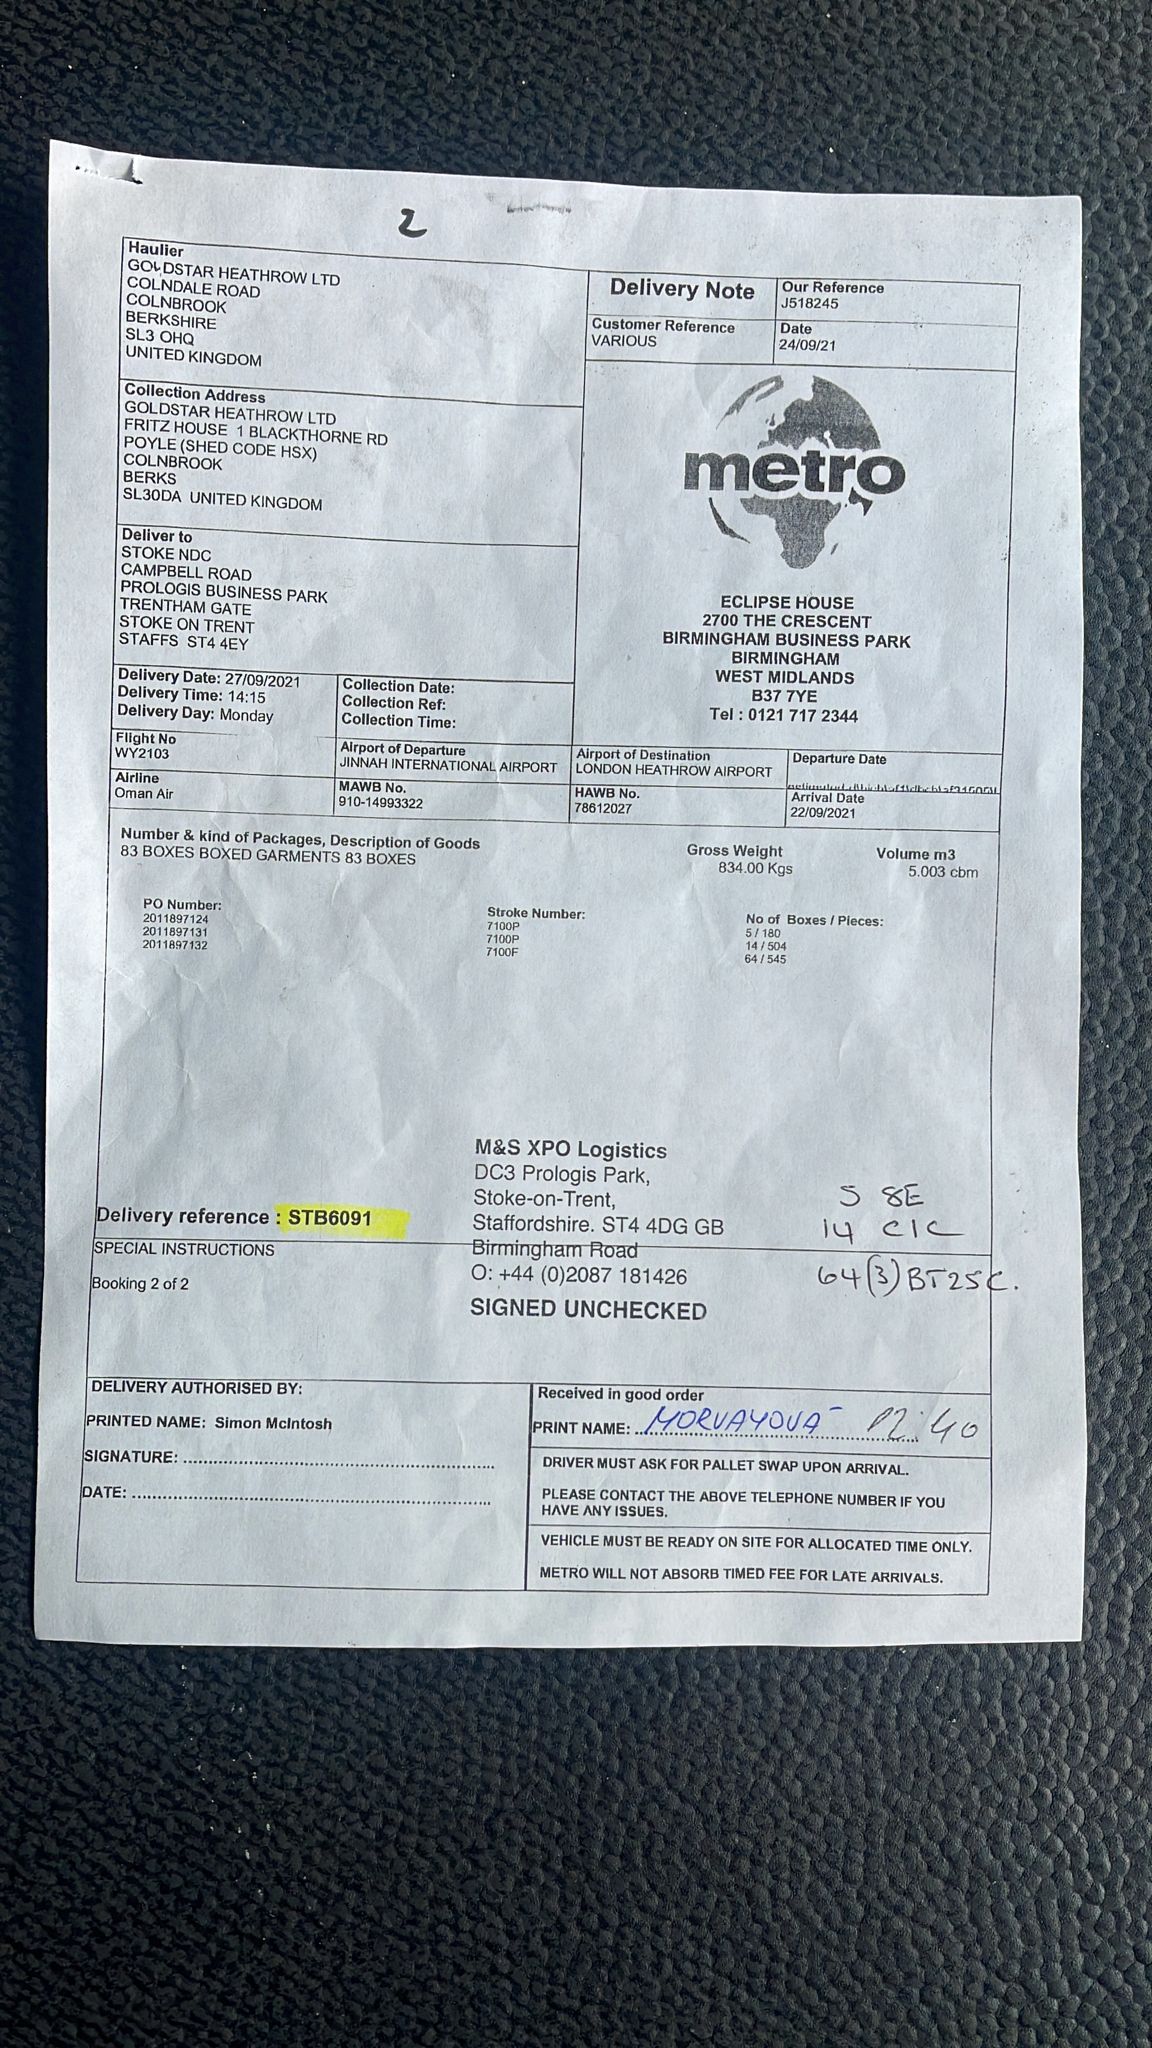 2
Haulier
GOLDSTAR HEATHROW LTD
COLNDALE ROAD
COLNBROOK
BERKSHIRE
SL3 OHQ
UNITED KINGDOM
Delivery Note
Our Reference
J518245
Customer Reference
VARIOUS
Date
24/09/21
Collection Address
GOLDSTAR HEATHROW LTD
FRITZ HOUSE 1 BLACKTHORNE RD
POYLE (SHED CODE HSX)
COLNBROOK
BERKS
SL30DA UNITED KINGDOM
metro
Deliver to
STOKE NDC
CAMPBELL ROAD
PROLOGIS BUSINESS PARK
TRENTHAM GATE
STOKE ON TRENT
STAFFS ST4 4EY
ECLIPSE HOUSE
2700 THE CRESCENT
BIRMINGHAM BUSINESS PARK
BIRMINGHAM
WEST MIDLANDS
B37 7YE
Tel : 0121 717 2344
Delivery Date: 27/09/2021
Delivery Time: 14:15
Delivery Day: Monday
Collection Date:
Collection Ref:
Collection Time:
Flight No
WY2103
Airport of Departure
JINNAH INTERNATIONAL AIRPORT
Airport of Destination
LONDON HEATHROW AIRPORT
Departure Date
Airline
Oman Air
MAWB No.
910-14993322
HAWB No.
78612027
Arrival Date
22/09/2021
Number & kind of Packages, Description of Goods
83 BOXES BOXED GARMENTS 83 BOXES
Gross Weight
834.00 Kgs
Volume m3
5.003 cbm
PO Number:
2011897124
2011897131
2011897132
Stroke Number:
7100P
7100P
7100F
No of Boxes / Pieces:
5 / 180
14 / 504
64 / 545
M&S XPO Logistics
DC3 Prologis Park,
Stoke-on-Trent,
Staffordshire. ST4 4DG GB
Birmingham Road
O: +44 (0)2087 181426
SIGNED UNCHECKED
5 8E
14 C1C
64(3) BT25C.
Delivery reference : STB6091
SPECIAL INSTRUCTIONS
Booking 2 of 2
DELIVERY AUTHORISED BY:
PRINTED NAME: Simon McIntosh
SIGNATURE:
DATE:
Received in good order
PRINT NAME: MORVAYOVA 12:40
DRIVER MUST ASK FOR PALLET SWAP UPON ARRIVAL.
PLEASE CONTACT THE ABOVE TELEPHONE NUMBER IF YOU
HAVE ANY ISSUES.
VEHICLE MUST BE READY ON SITE FOR ALLOCATED TIME ONLY.
METRO WILL NOT ABSORB TIMED FEE FOR LATE ARRIVALS.